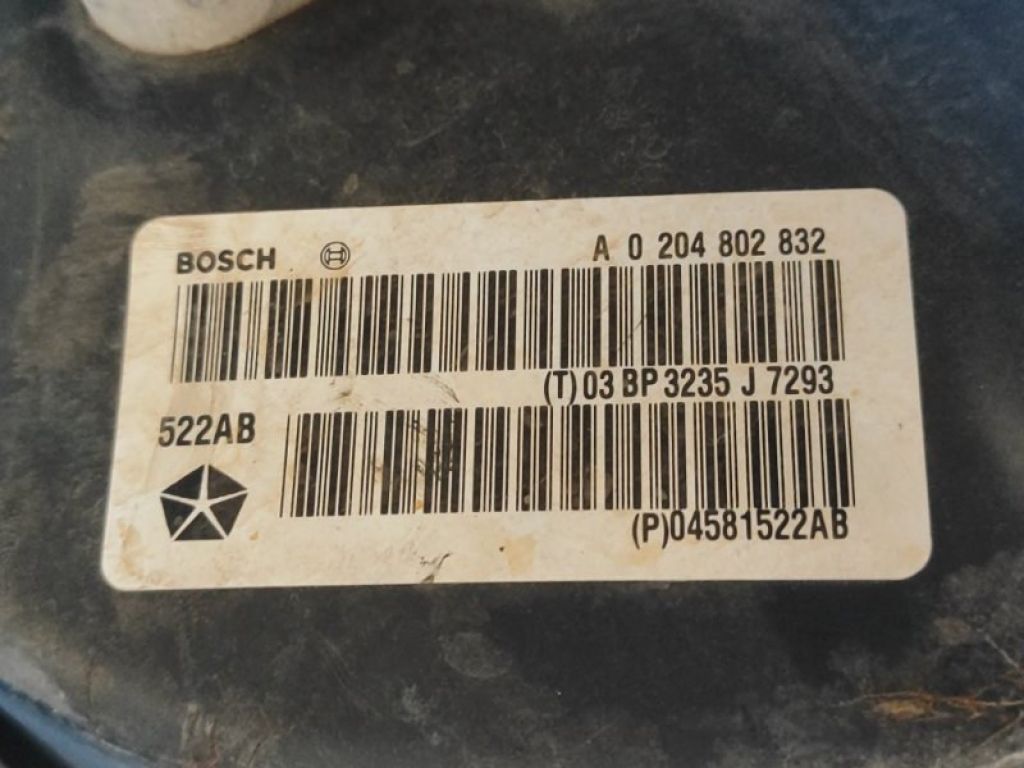 BOSCH
A 0 204 802 832
(T)03 BP 3235 J 7293
522AB
(P)04581522AB